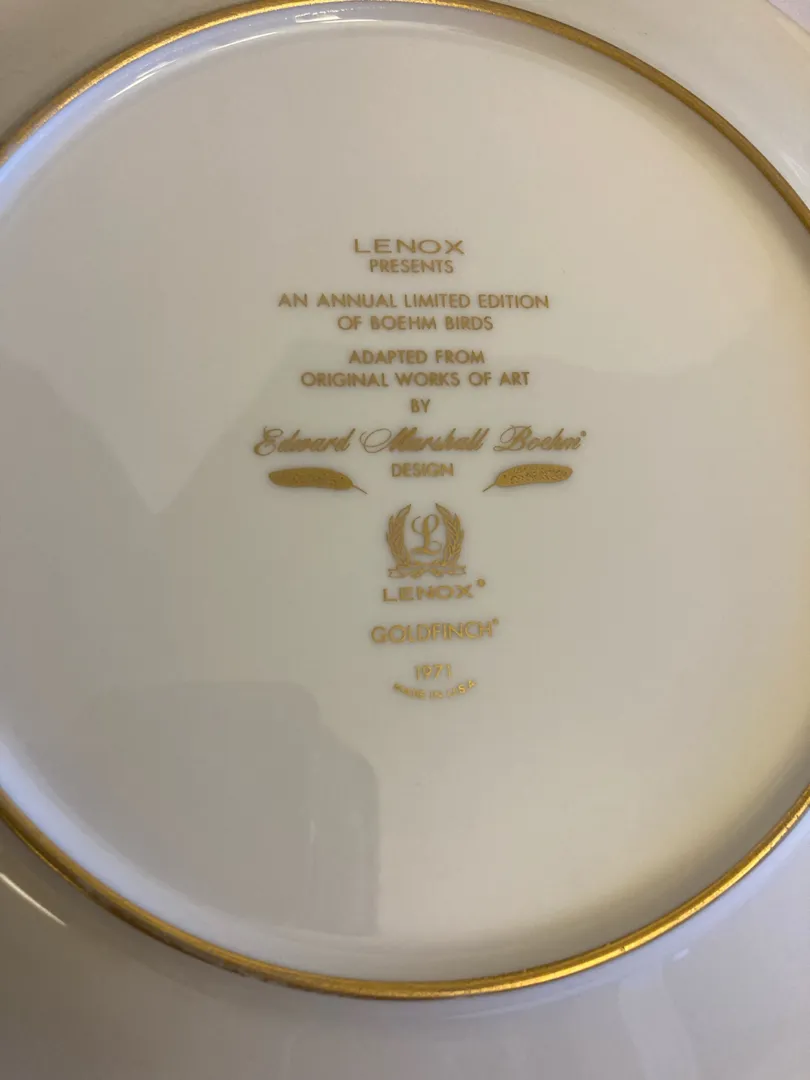 LENOX
PRESENTS
AN ANNUAL LIMITED EDITION
OF BOEHM BIRDS
ADAPTED FROM
ORIGINAL WORKS OF ART
BY
Edward Marshall Boehm®
DESIGN
L
LENOX®
GOLDFINCH®
1971
MADE IN USA